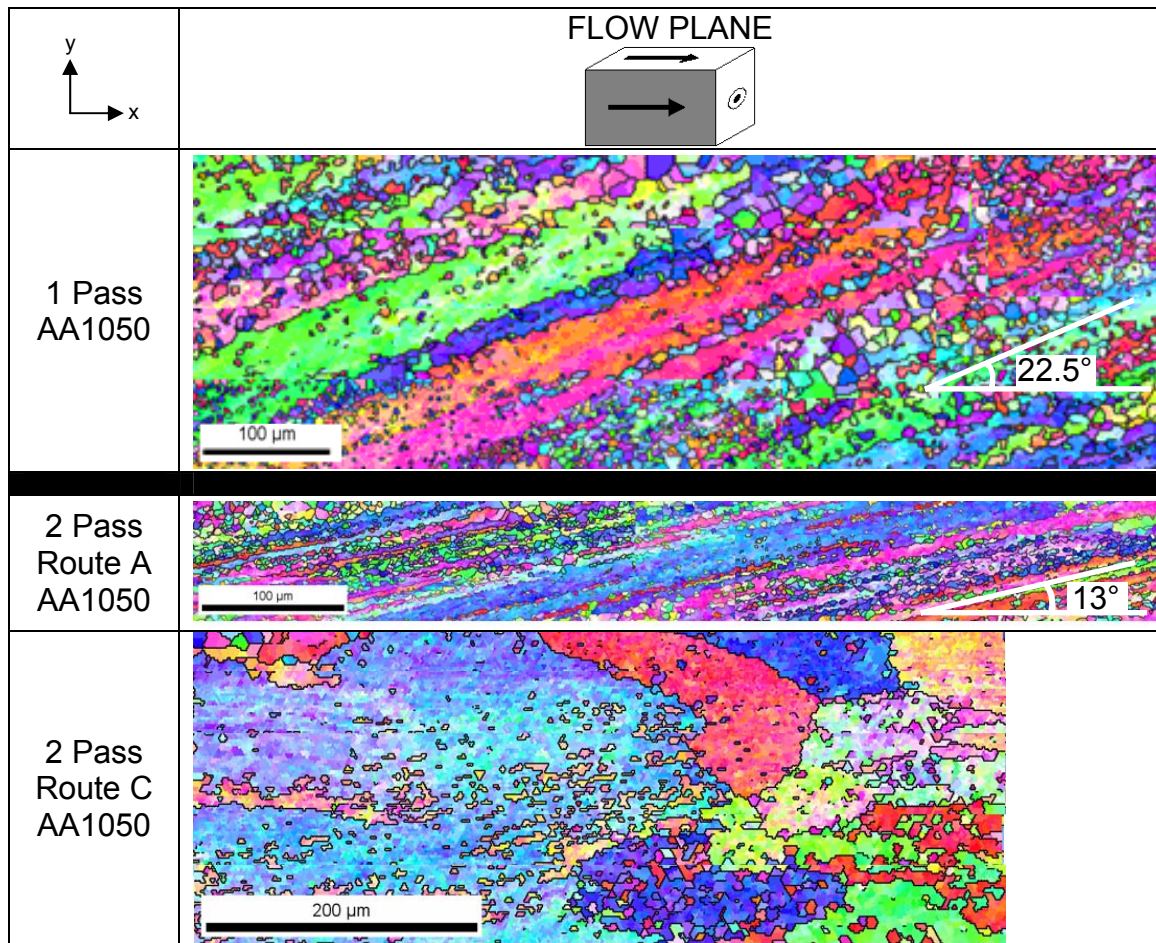 y
x
FLOW PLANE
1 Pass
AA1050
22.5°
100 µm
2 Pass
Route A
AA1050
100 µm
13°
2 Pass
Route C
AA1050
200 µm